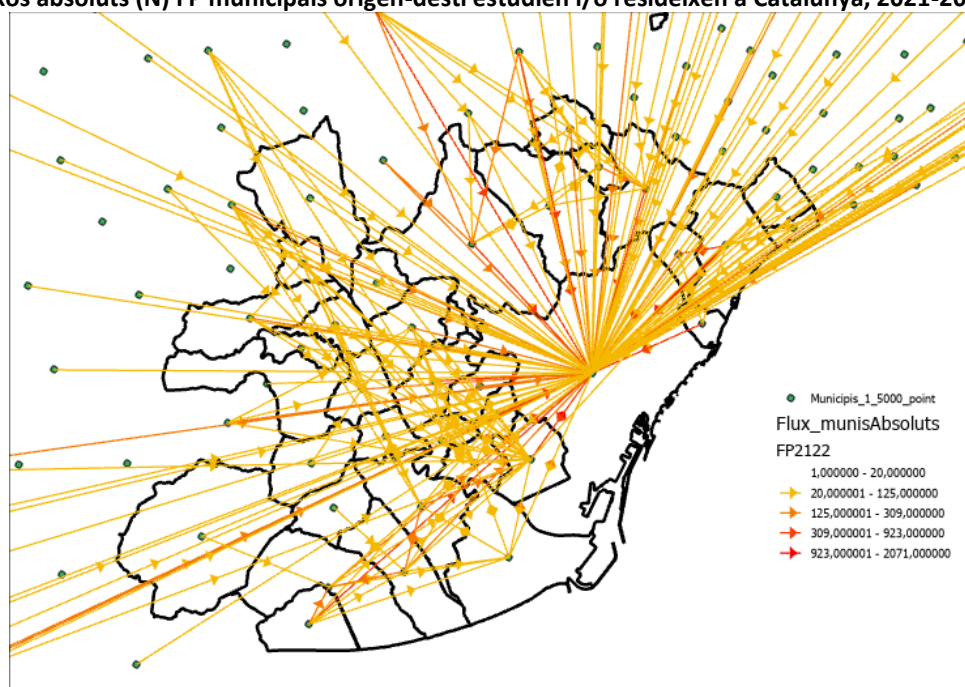 absoluts (N) FP municipals origen-destí estudien i/o resideixen a Catalunya, 2021-20
Municipis_1_5000_point
Flux_munisAbsoluts
FP2122
1,000000 - 20,000000
20,000001 - 125,000000
125,000001 - 309,000000
309,000001 - 923,000000
923,000001 - 2071,000000